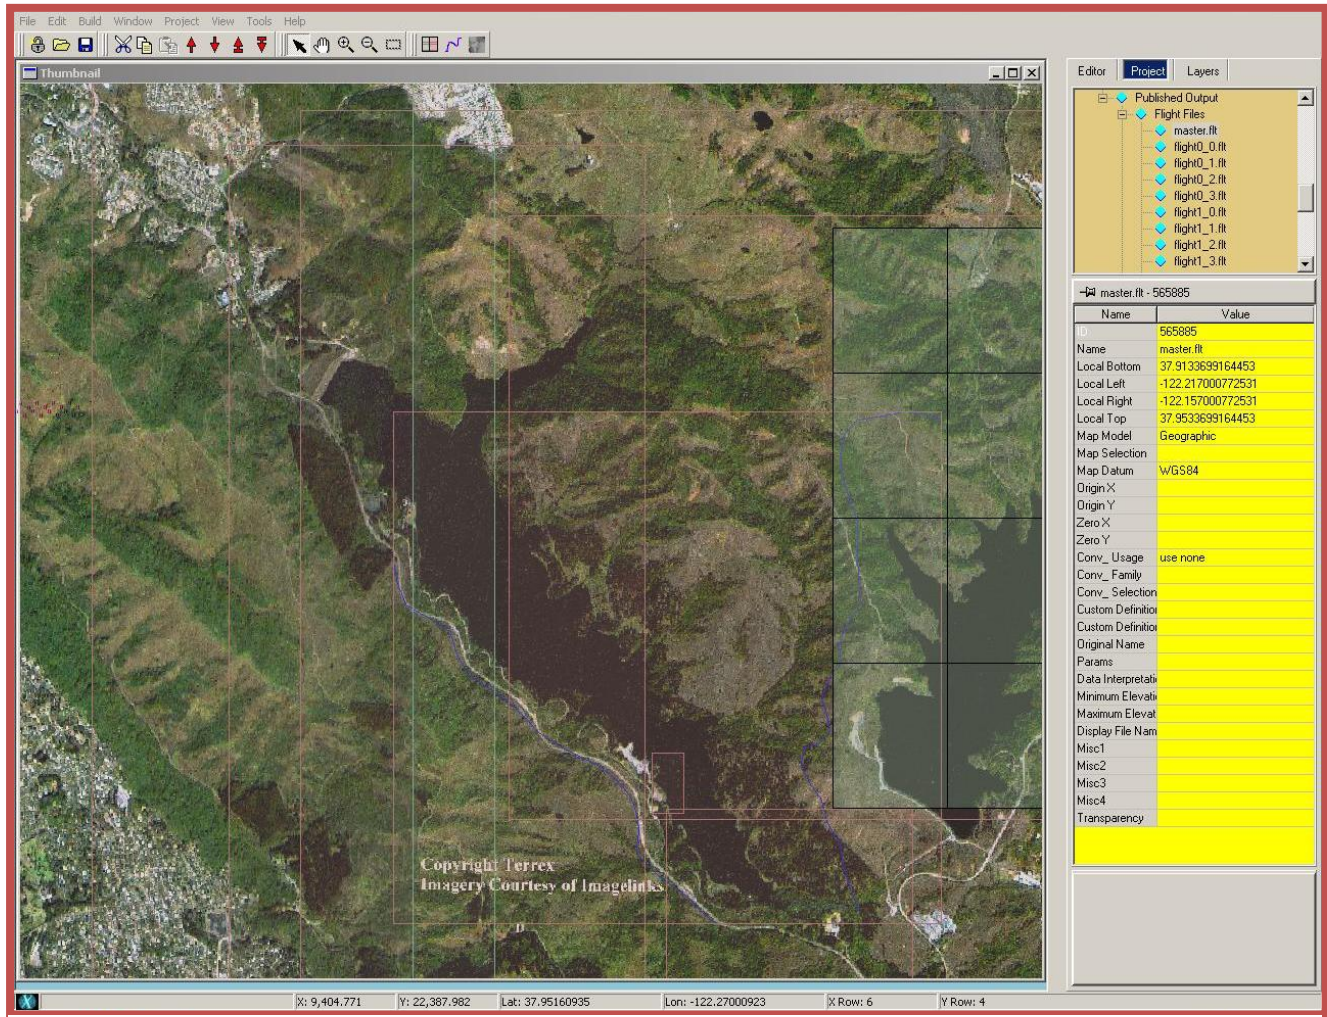 File Edit Build Window Project View Tools Help
Thumbnail
Editor Project Layers
Published Output
Flight Files
master.flt
flight0_0.flt
flight0_1.flt
flight0_2.flt
flight0_3.flt
flight1_0.flt
flight1_1.flt
flight1_2.flt
flight1_3.flt
master.flt - 565885
Name Value
ID 565885
Name master.flt
Local Bottom 37.9133699164453
Local Left -122.217000772531
Local Right -122.157000772531
Local Top 37.9533699164453
Map Model Geographic
Map Selection
Map Datum WGS84
Origin X
Origin Y
Zero X
Zero Y
Conv_ Usage use none
Conv_ Family
Conv_ Selection
Custom Definition
Custom Definition
Original Name
Params
Data Interpretati
Minimum Elevati
Maximum Elevat
Display File Nam
Misc1
Misc2
Misc3
Misc4
Transparency
Copyright Terrex
Imagery Courtesy of Imagelinks
X: 9,404.771 Y: 22,387.982 Lat: 37.95160935 Lon: -122.27000923 X Row: 6 Y Row: 4